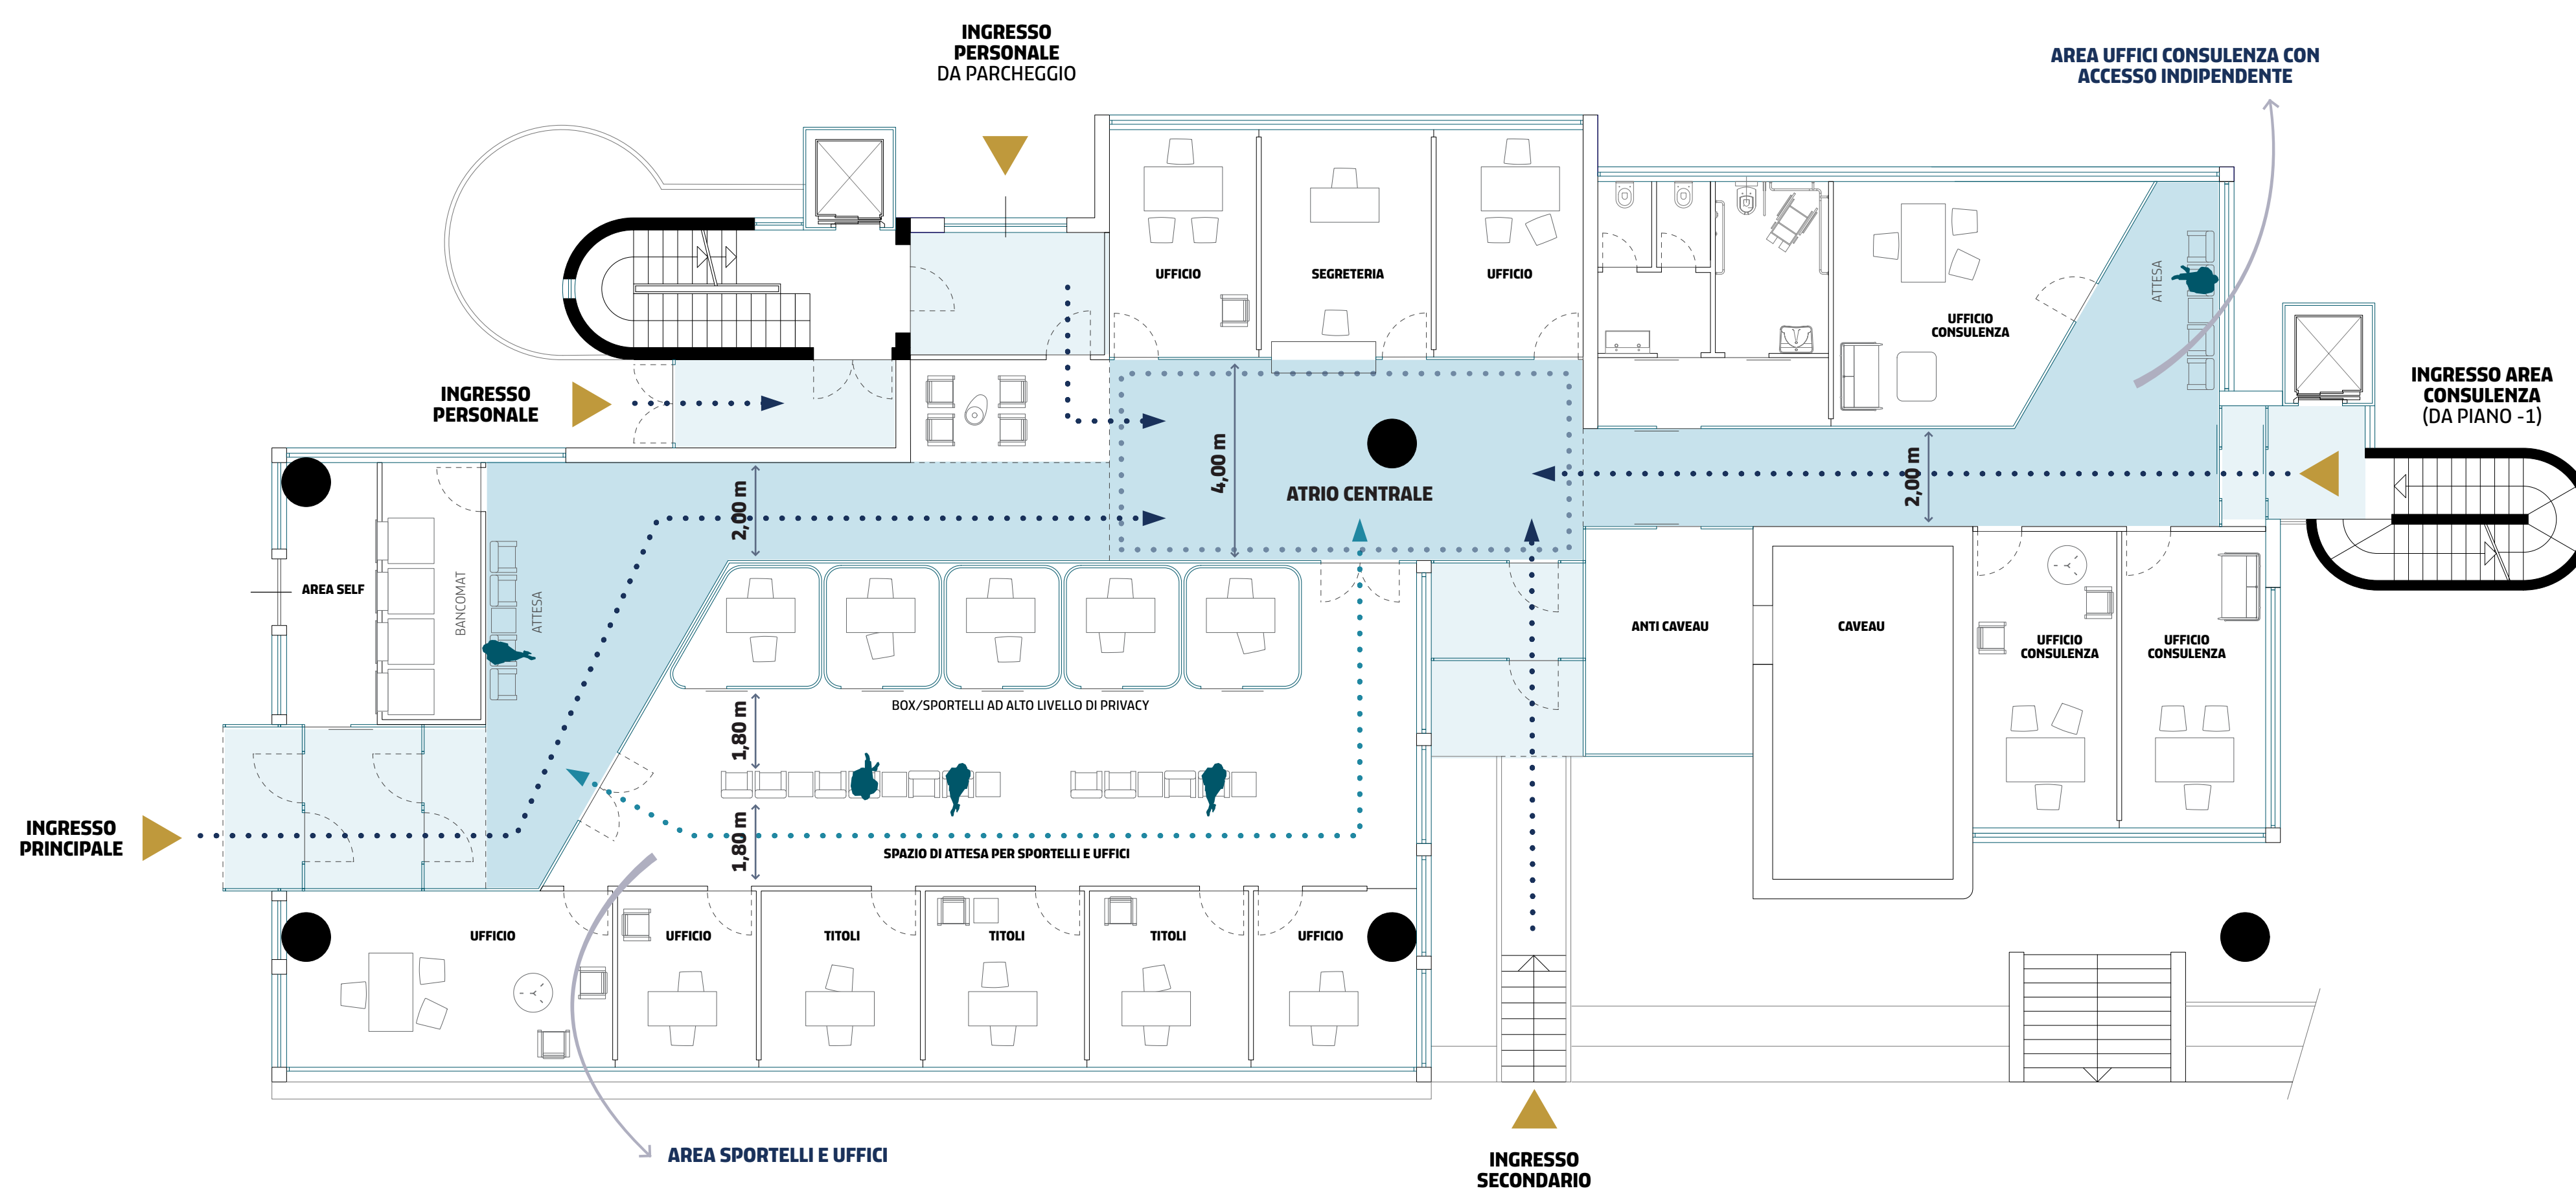 INGRESSO
PERSONALE
DA PARCHEGGIO
AREA UFFICI CONSULENZA CON
ACCESSO INDIPENDENTE
UFFICIO
SEGRETERIA
UFFICIO
ATTESA
UFFICIO
CONSULENZA
INGRESSO
PERSONALE
INGRESSO AREA
CONSULENZA
(DA PIANO -1)
4,00 m
ATRIO CENTRALE
2,00 m
2,00 m
AREA SELF
BANCOMAT
ATTESA
ANTI CAVEAU
CAVEAU
UFFICIO
CONSULENZA
UFFICIO
CONSULENZA
BOX/SPORTELLI AD ALTO LIVELLO DI PRIVACY
1,80 m
INGRESSO
PRINCIPALE
1,80 m
SPAZIO DI ATTESA PER SPORTELLI E UFFICI
UFFICIO
UFFICIO
TITOLI
TITOLI
TITOLI
UFFICIO
AREA SPORTELLI E UFFICI
INGRESSO
SECONDARIO